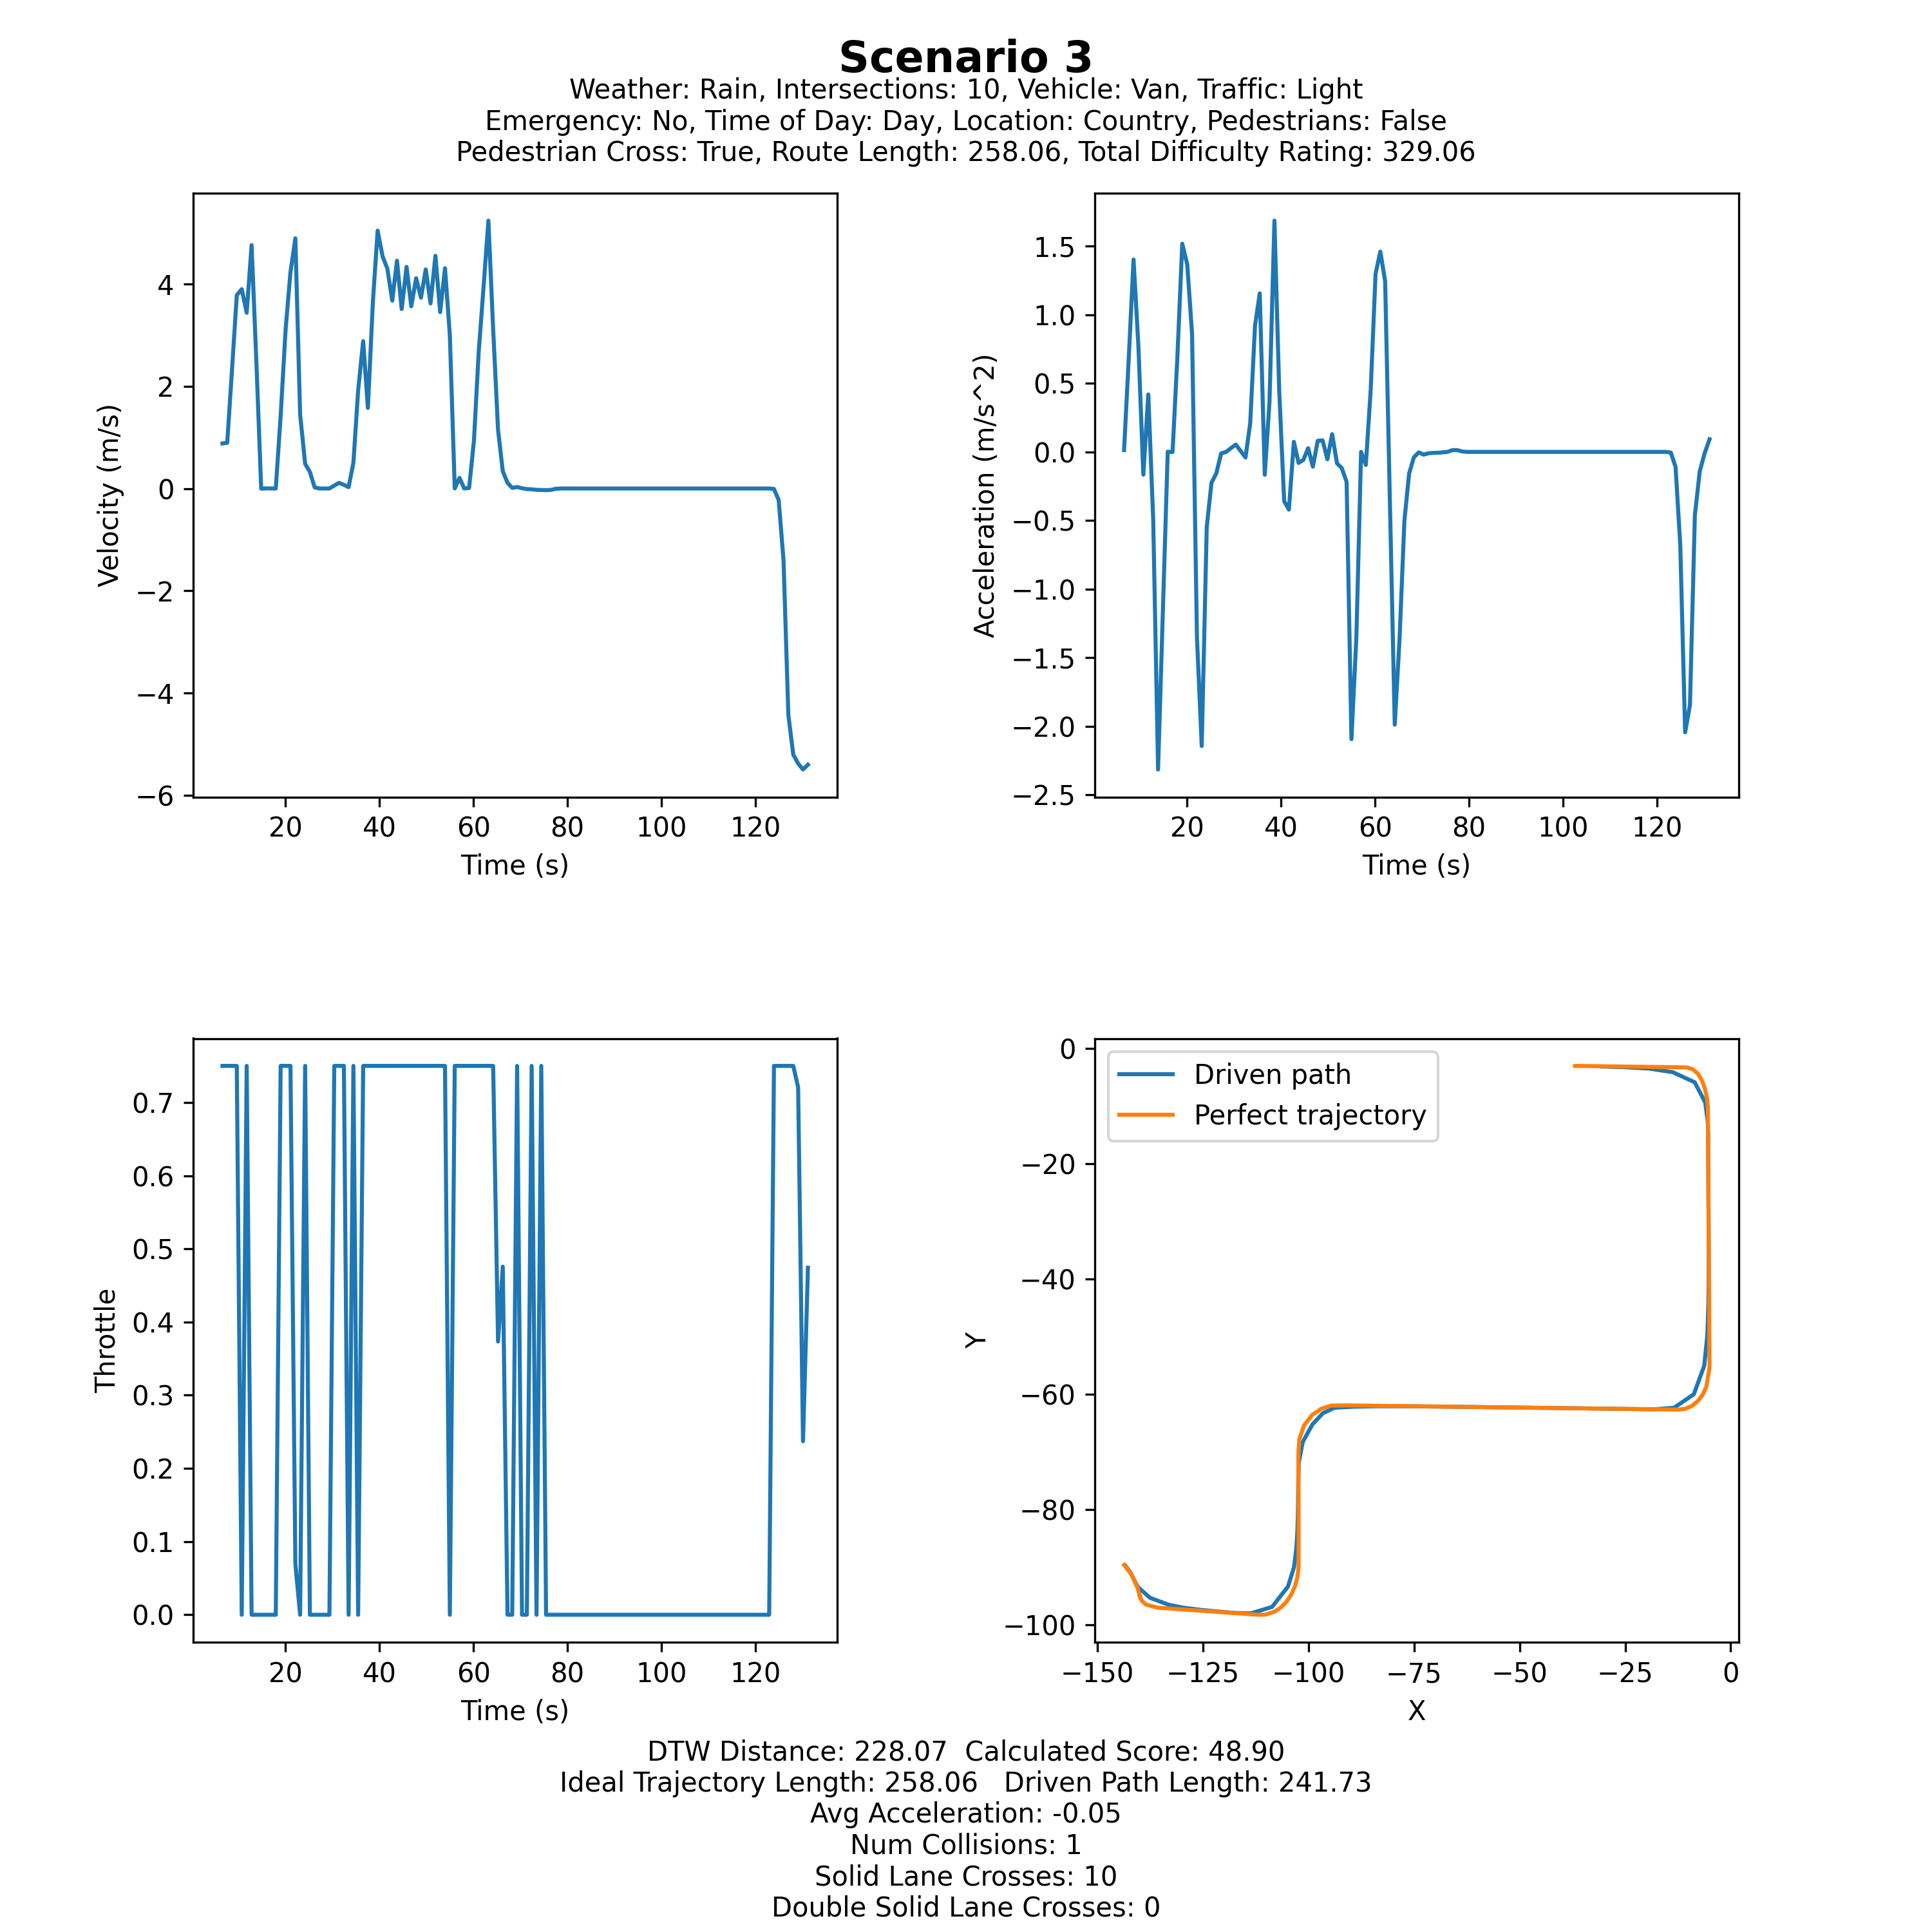 Scenario 3
Weather: Rain, Intersections: 10, Vehicle: Van, Traffic: Light
Emergency: No, Time of Day: Day, Location: Country, Pedestrians: False
Pedestrian Cross: True, Route Length: 258.06, Total Difficulty Rating: 329.06
4
2
0
−2
−4
−6
Velocity (m/s)
20 40 60 80 100 120
Time (s)
1.5
1.0
0.5
0.0
−0.5
−1.0
−1.5
−2.0
−2.5
Acceleration (m/s^2)
20 40 60 80 100 120
Time (s)
0.7
0.6
0.5
0.4
0.3
0.2
0.1
0.0
Throttle
20 40 60 80 100 120
Time (s)
Driven path
Perfect trajectory
0
−20
−40
−60
−80
−100
Y
−150 −125 −100 −75 −50 −25 0
X
DTW Distance: 228.07 Calculated Score: 48.90
Ideal Trajectory Length: 258.06 Driven Path Length: 241.73
Avg Acceleration: -0.05
Num Collisions: 1
Solid Lane Crosses: 10
Double Solid Lane Crosses: 0